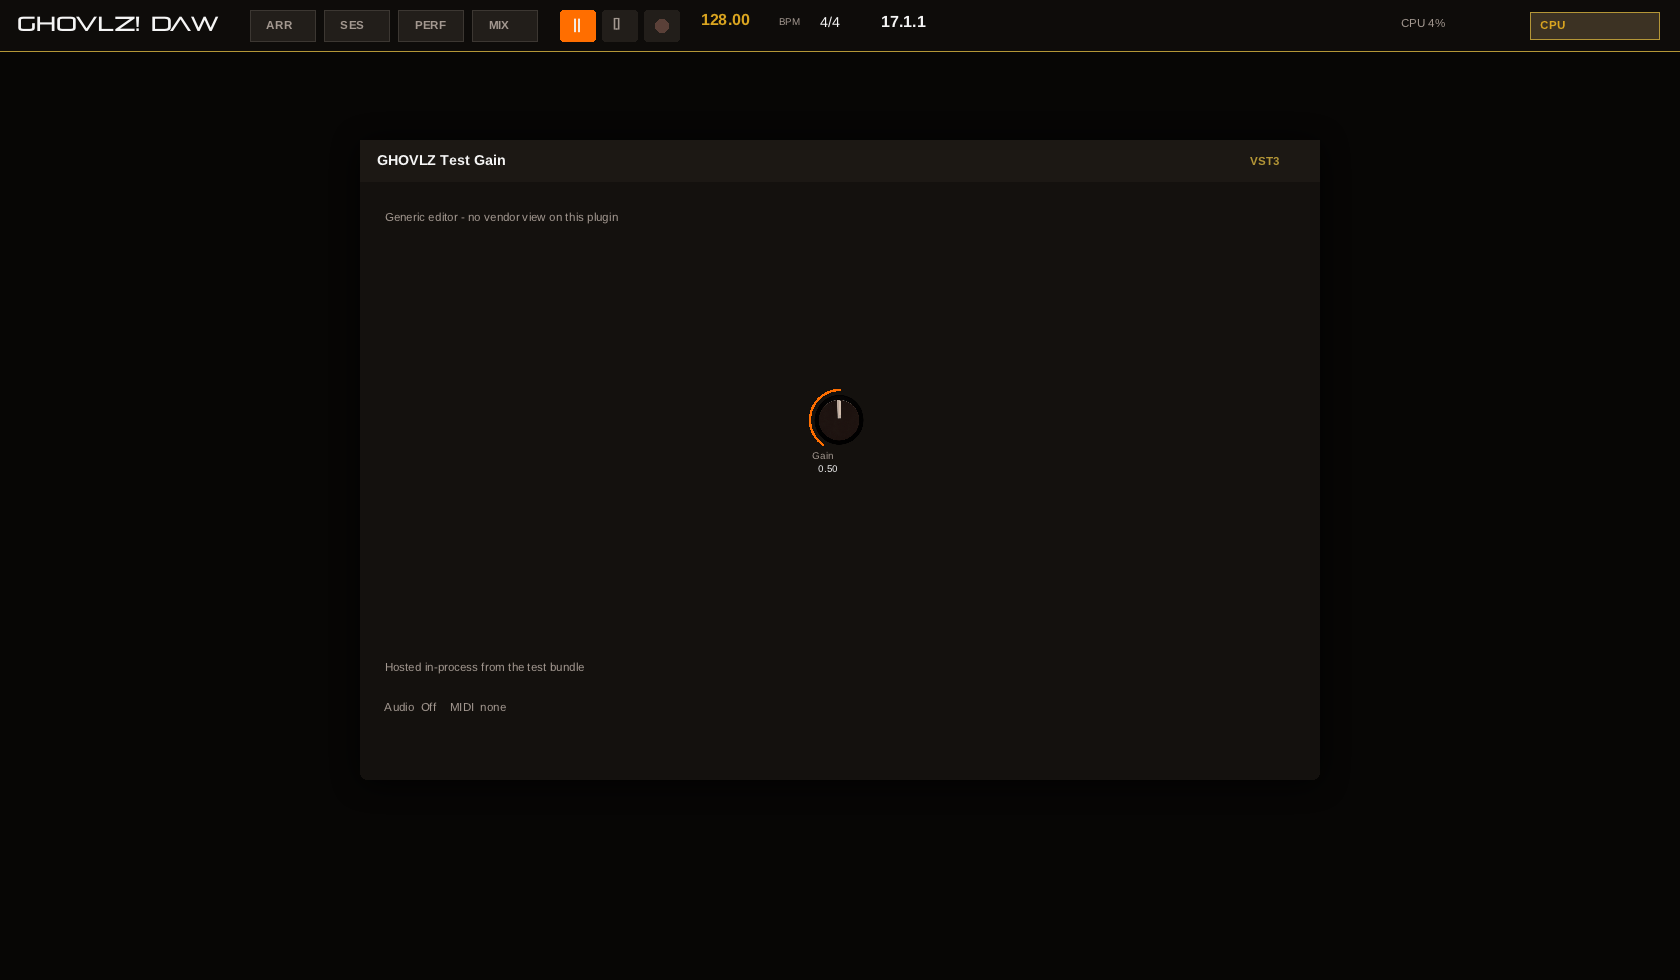 GHOVLZ! DAW
ARR SES PERF MIX 128.00 BPM 4/4 17.1.1 CPU 4% CPU
GHOVLZ Test Gain VST3
Generic editor - no vendor view on this plugin
Gain
0.50
Hosted in-process from the test bundle
Audio Off MIDI none